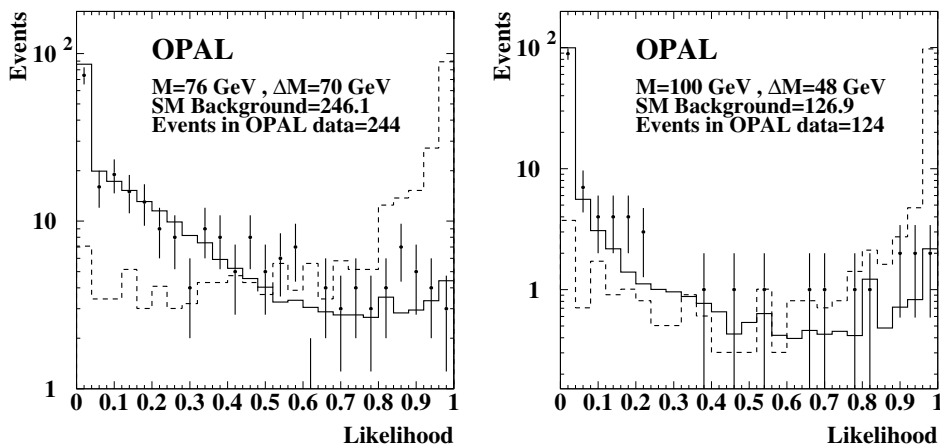 OPAL
M=76 GeV , ΔM=70 GeV
SM Background=246.1
Events in OPAL data=244
Events
10 2
10
1
0 0.1 0.2 0.3 0.4 0.5 0.6 0.7 0.8 0.9 1
Likelihood
OPAL
M=100 GeV , ΔM=48 GeV
SM Background=126.9
Events in OPAL data=124
Events
10 2
10
1
0 0.1 0.2 0.3 0.4 0.5 0.6 0.7 0.8 0.9 1
Likelihood